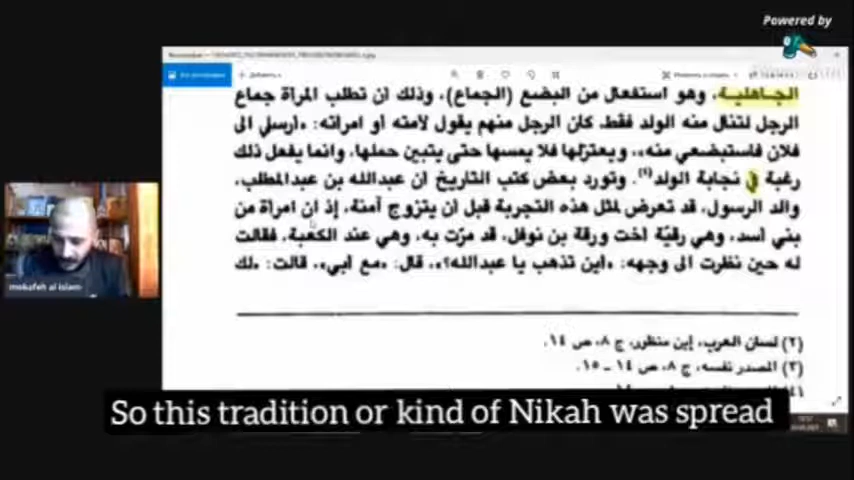 Powered by
الجاهلية، وهو استفعال من البضع (الجماع)، وذلك ان تطلب المرأة جماع
الرجل لتنال منه الولد فقط، كان الرجل منهم يقول لأمته او امرأته: «ارسلي الى
فلان فاستبضعي منه»، ويعتزلها فلا يمسها حتى يتبين حملها، وانما يفعل ذلك
رغبة في نجابة الولد(٤). وتورد بعض كتب التاريخ ان عبدالله بن عبدالمطلب،
والد الرسول، قد تعرض لمثل هذه التجربة قبل ان يتزوج آمنة، إذ ان امرأة من
بني أسد، وهي رقيّة اخت ورقة بن نوفل، قد مرّت به، وهي عند الكعبة، فقالت
له حين نظرت الى وجهه: «اين تذهب يا عبدالله؟»، قال: «مع ابي»، قالت: «لك
(٢) لسان العرب، إبن منظور، ج ٨، ص ١٤.
(٣) المصدر نفسه، ج ٨، ص ١٤ – ١٥.
mokafeh al islam
So this tradition or kind of Nikah was spread